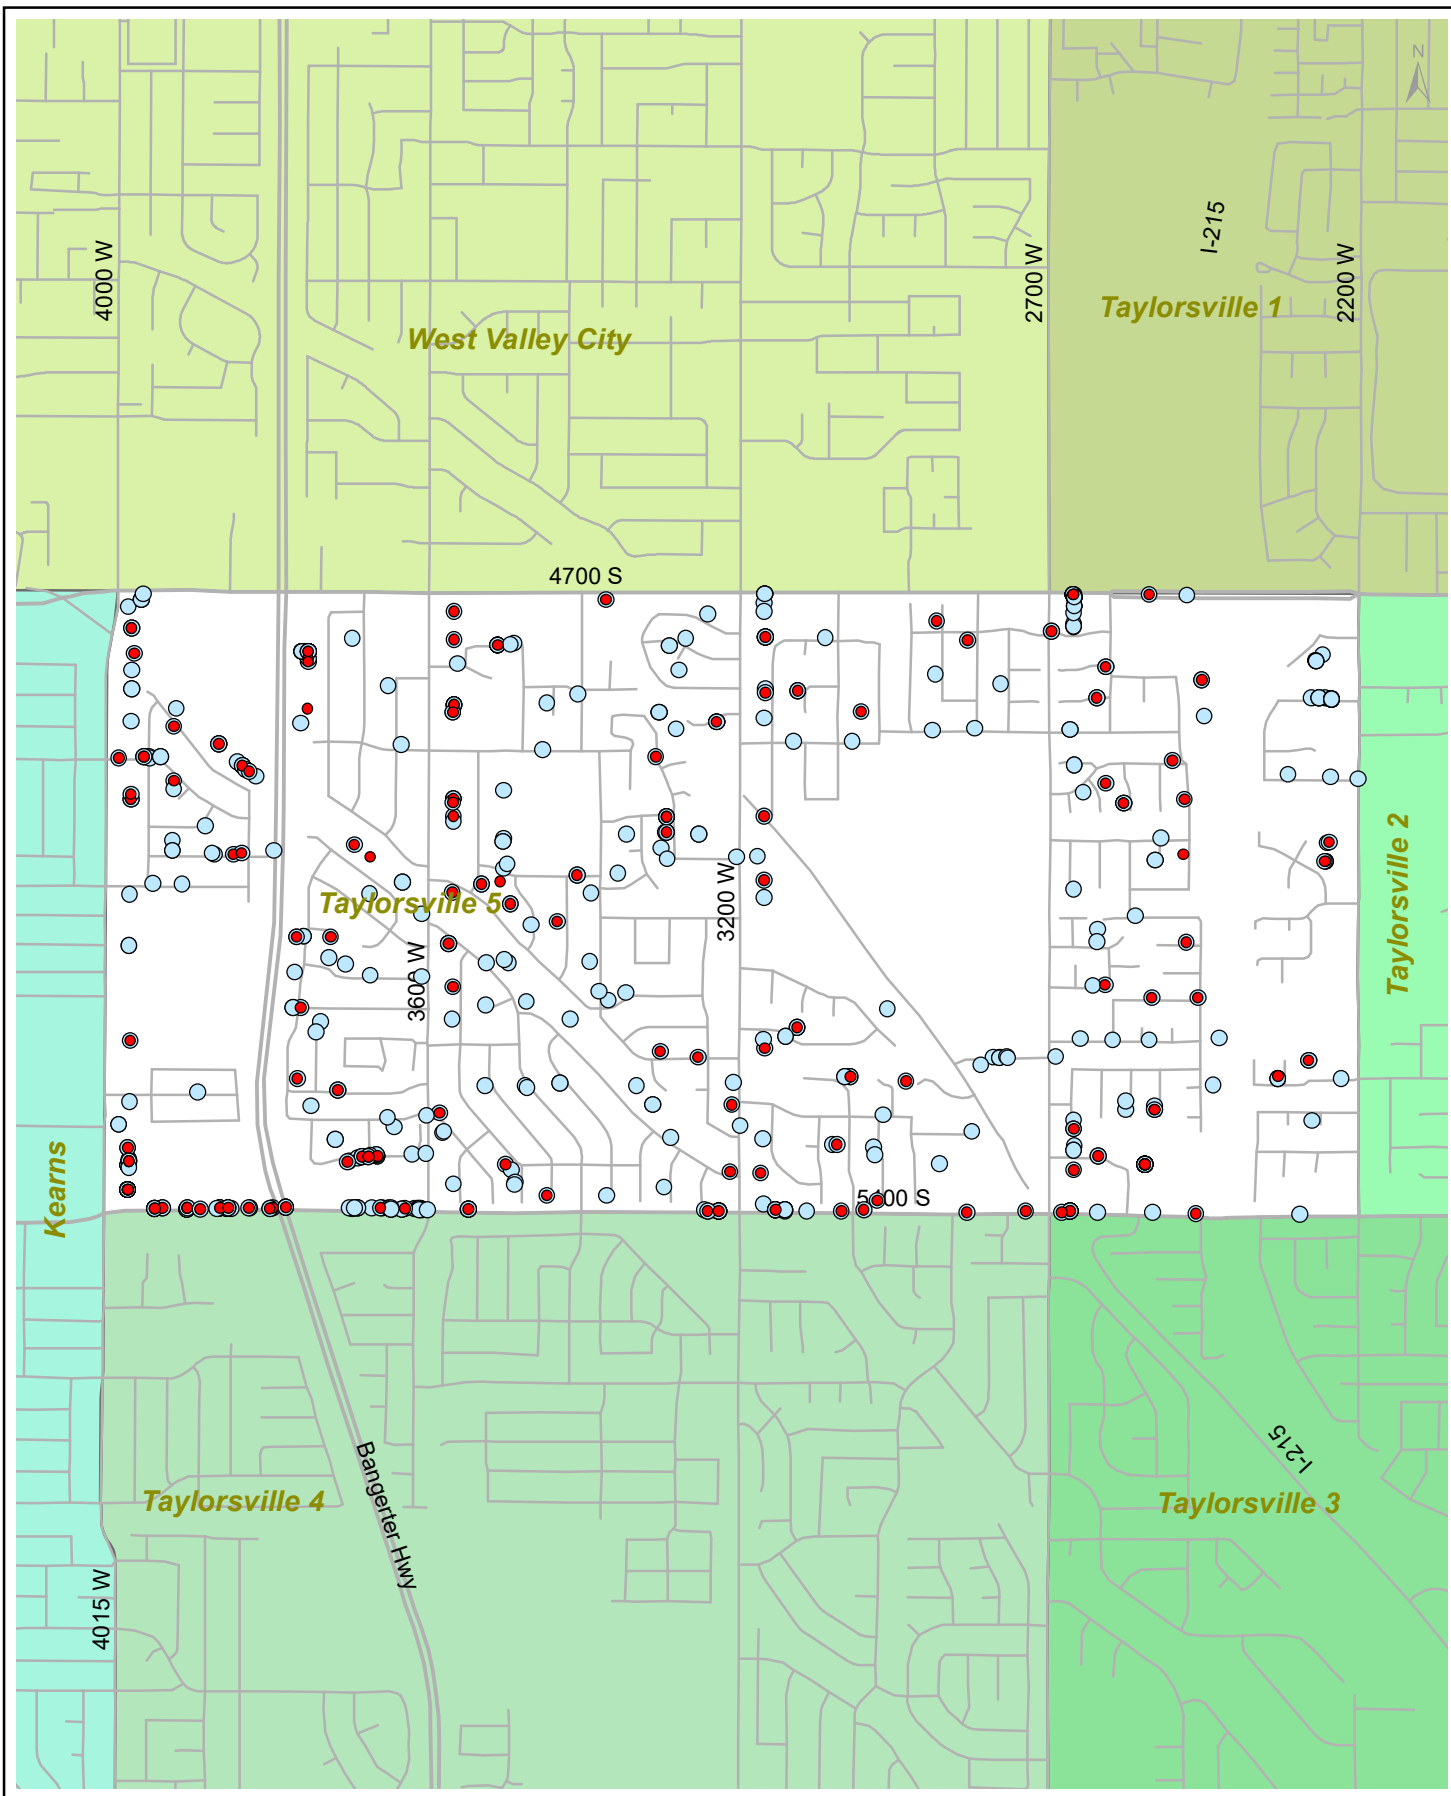 N
I-215
4000 W
2700 W
2200 W
Taylorsville 1
West Valley City
4700 S
Taylorsville 2
Taylorsville 5
3200 W
3600 W
Kearns
5400 S
I-215
Taylorsville 4
Taylorsville 3
Bangerter Hwy
4015 W